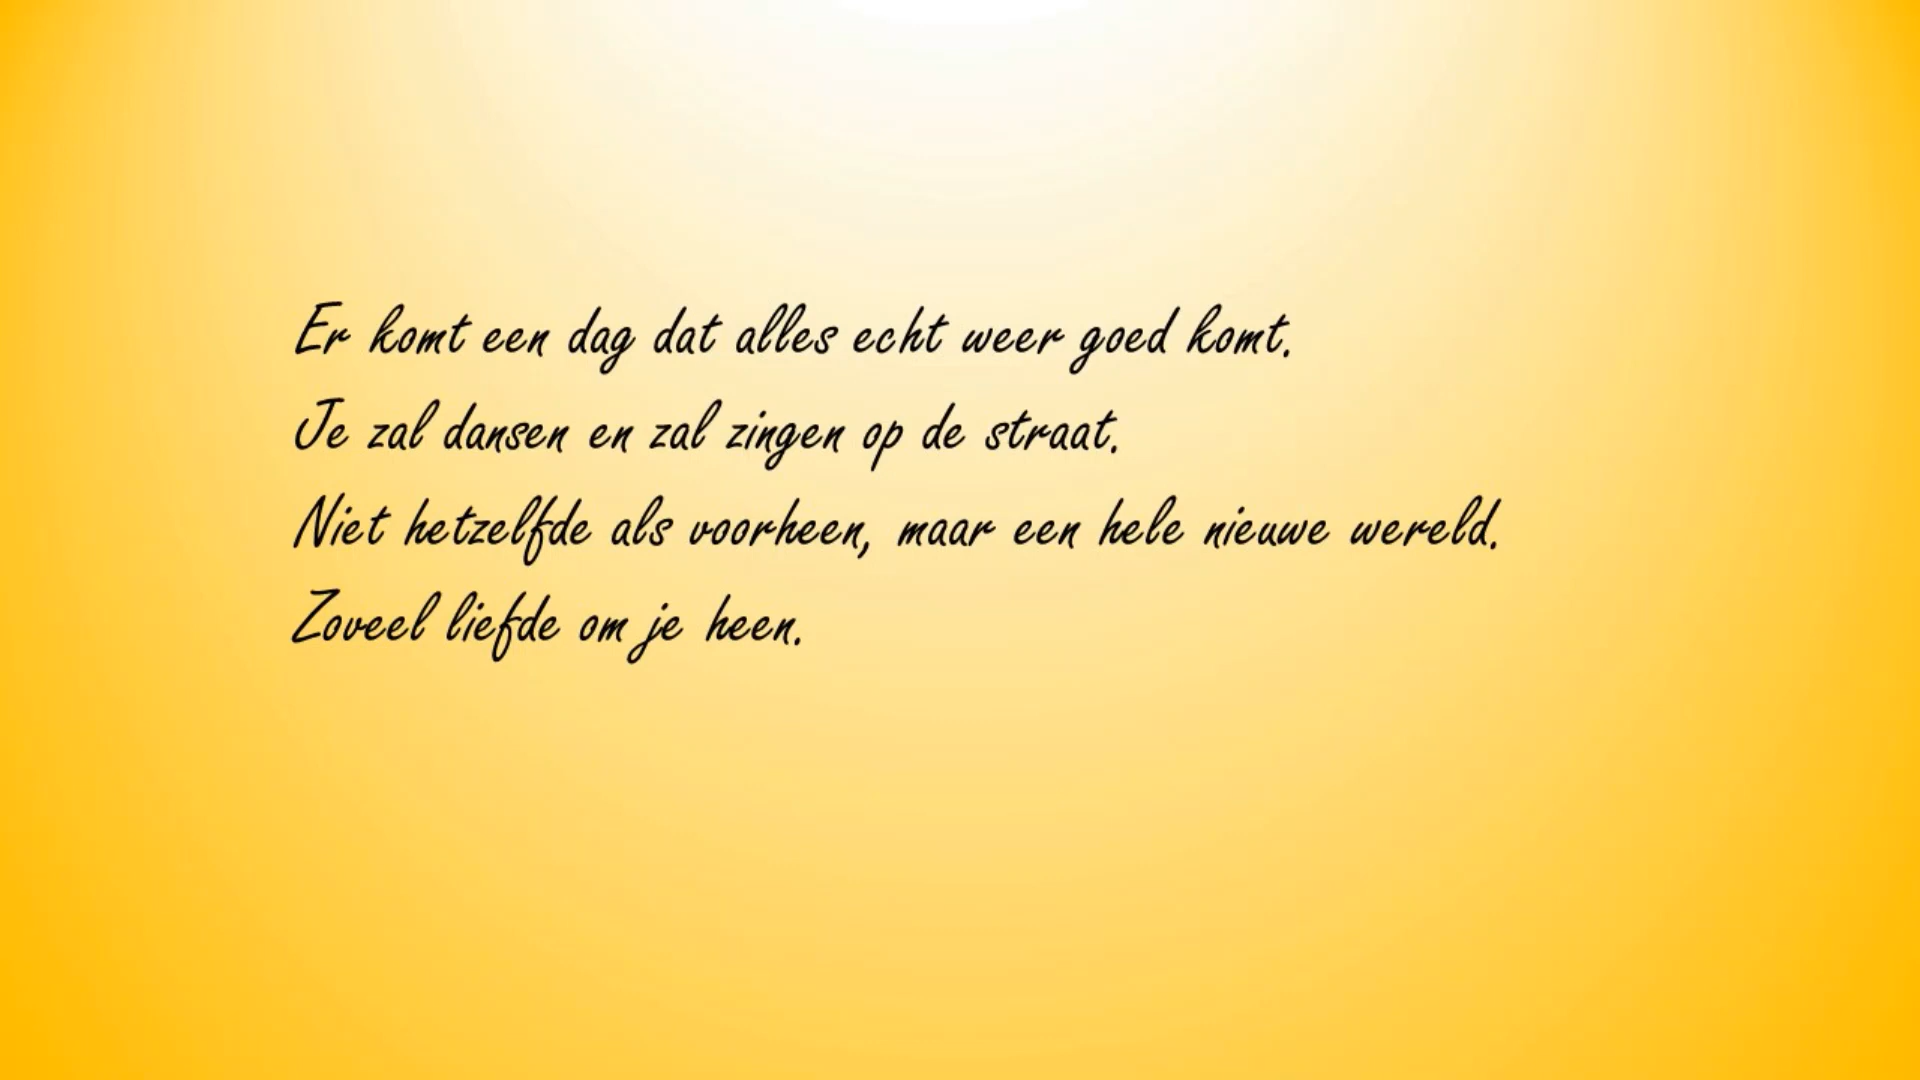 Er komt een dag dat alles echt weer goed komt.
Je zal dansen en zal zingen op de straat.
Niet hetzelfde als voorheen, maar een hele nieuwe wereld.
Zoveel liefde om je heen.